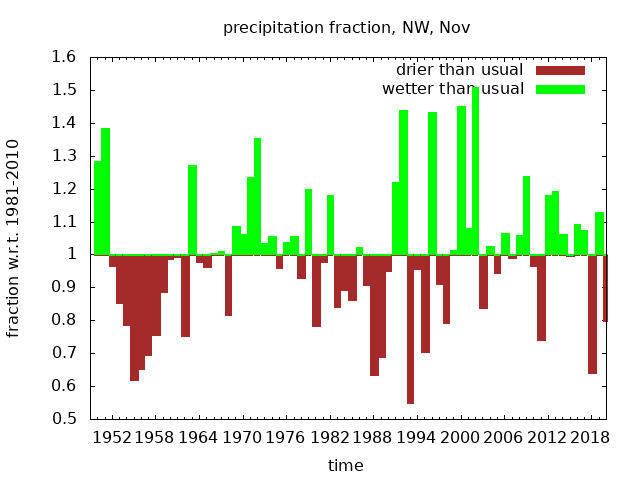 precipitation fraction, NW, Nov
drier than usual
wetter than usual
fraction w.r.t. 1981-2010
1.6
1.5
1.4
1.3
1.2
1.1
1
0.9
0.8
0.7
0.6
0.5
1952 1958 1964 1970 1976 1982 1988 1994 2000 2006 2012 2018
time